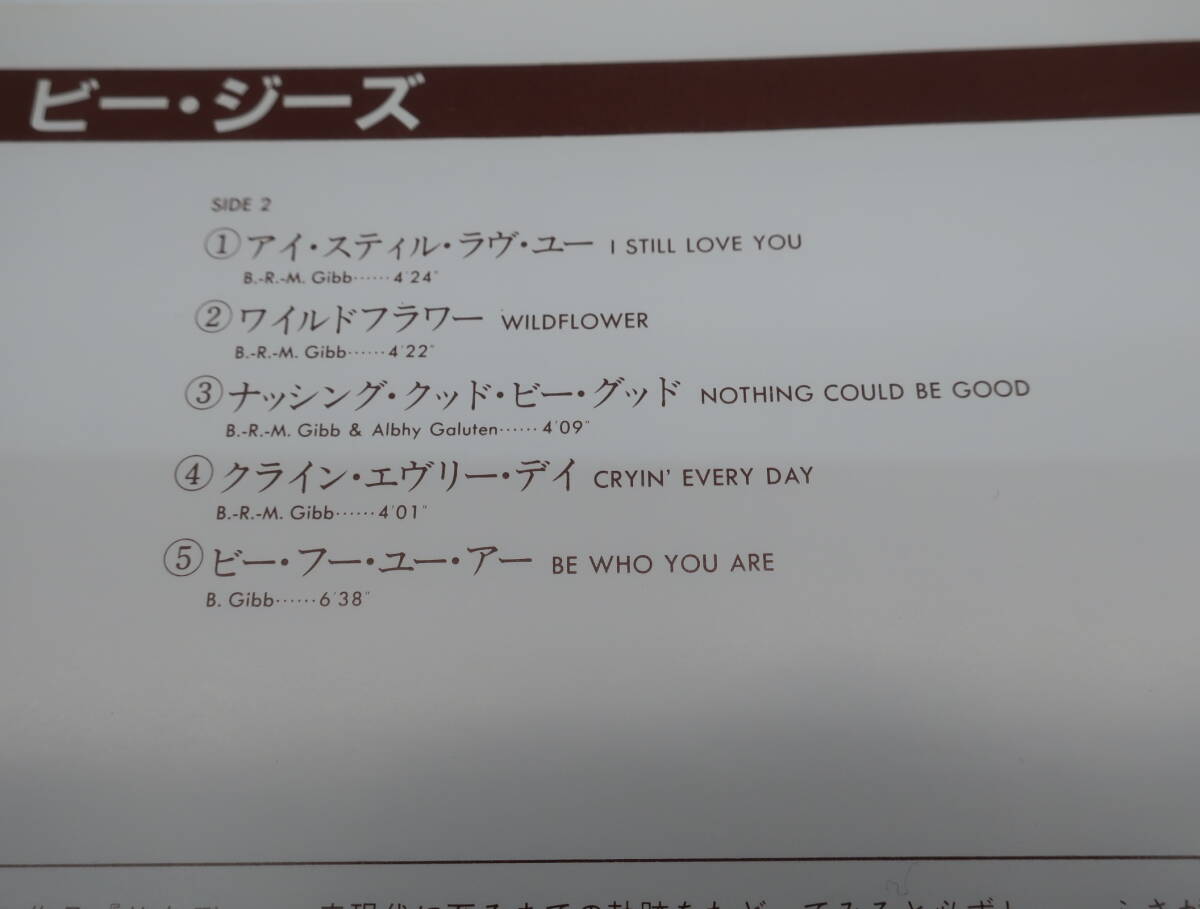 ビー・ジーズ
SIDE 2
①アイ・スティル・ラヴ・ユー I STILL LOVE YOU
B.-R.-M. Gibb……4'24"
②ワイルドフラワー WILDFLOWER
B.-R.-M. Gibb……4'22"
③ナッシング・クッド・ビー・グッド NOTHING COULD BE GOOD
B.-R.-M. Gibb & Albhy Galuten……4'09"
④クライン・エヴリー・デイ CRYIN' EVERY DAY
B.-R.-M. Gibb……4'01"
⑤ビー・フー・ユー・アー BE WHO YOU ARE
B. Gibb……6'38"